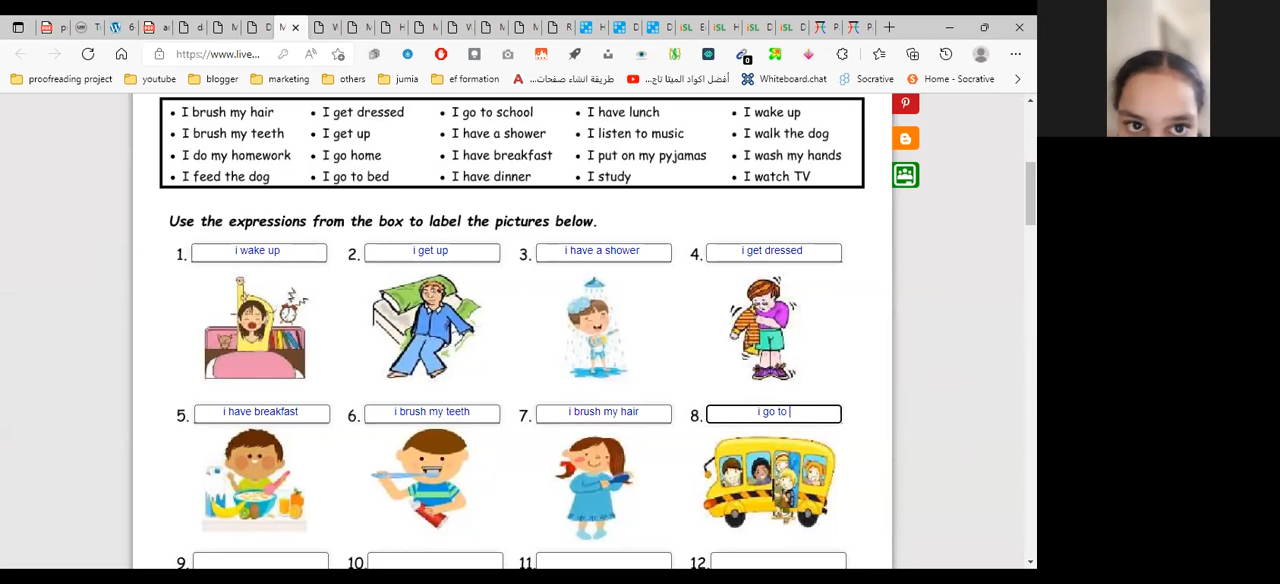 p
6
ai
d
M
D
M
V
M
H
M
V
M
M
R
H
D
D
E
H
D
D
P
P
https://www.live...
proofreading project youtube blogger marketing others jumia ef formation طريقة انشاء صفحات... أفضل اكواد الميتا تاج... Whiteboard.chat Socrative Home - Socrative
• I brush my hair • I get dressed • I go to school • I have lunch • I wake up
• I brush my teeth • I get up • I have a shower • I listen to music • I walk the dog
• I do my homework • I go home • I have breakfast • I put on my pyjamas • I wash my hands
• I feed the dog • I go to bed • I have dinner • I study • I watch TV
Use the expressions from the box to label the pictures below.
1. i wake up 2. i get up 3. i have a shower 4. i get dressed
5. i have breakfast 6. i brush my teeth 7. i brush my hair 8. i go to
9. 10. 11. 12.